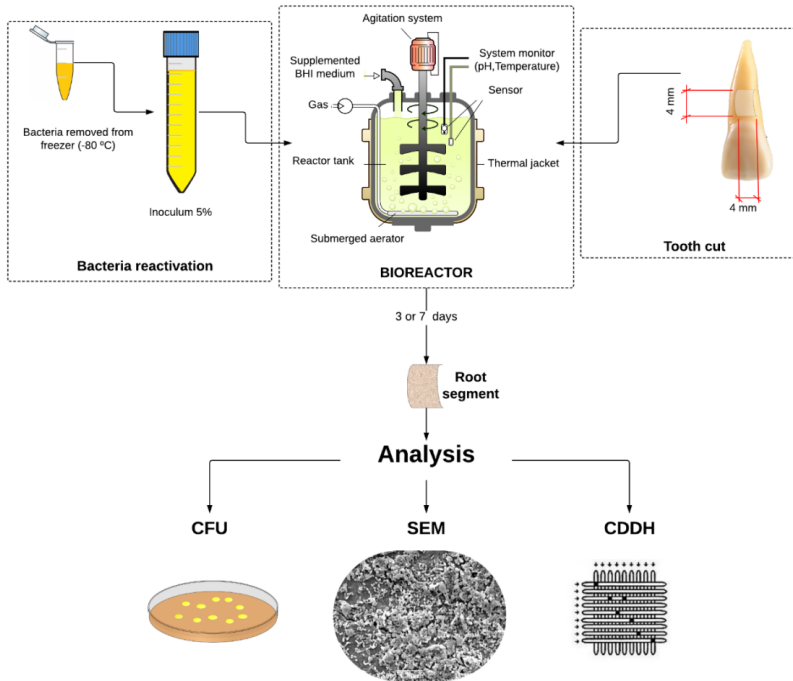 Agitation system
Supplemented
BHI medium
System monitor
(pH,Temperature)
Sensor
Gas
Reactor tank
Thermal jacket
Submerged aerator
BIOREACTOR
Bacteria removed from
freezer (-80 ºC)
Inoculum 5%
Bacteria reactivation
4 mm
4 mm
Tooth cut
3 or 7 days
Root
segment
Analysis
CFU
SEM
CDDH